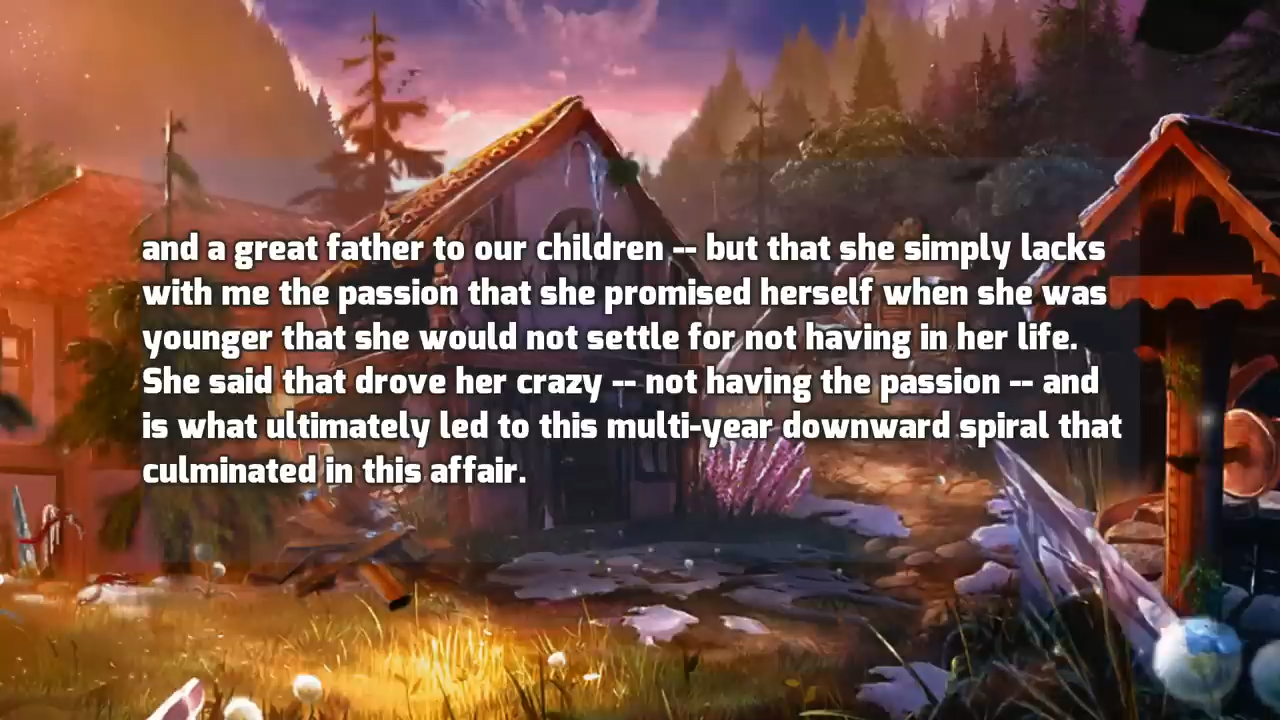 and a great father to our children -- but that she simply lacks
with me the passion that she promised herself when she was
younger that she would not settle for not having in her life.
She said that drove her crazy -- not having the passion -- and
is what ultimately led to this multi-year downward spiral that
culminated in this affair.